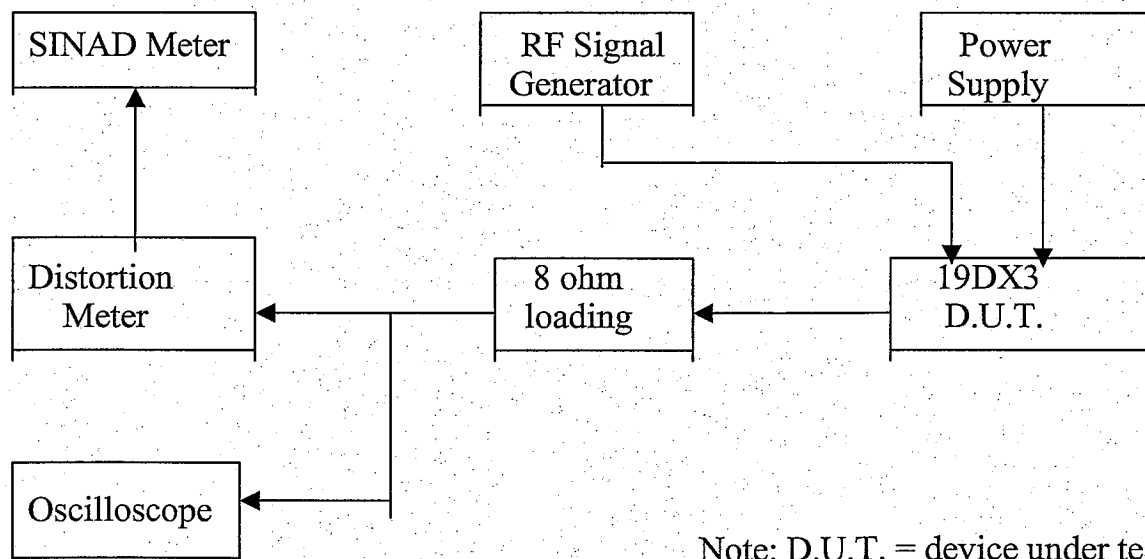 SINAD Meter
RF Signal
Generator
Power
Supply
Distortion
Meter
8 ohm
loading
19DX3
D.U.T.
Oscilloscope
Note: D.U.T. = device under te